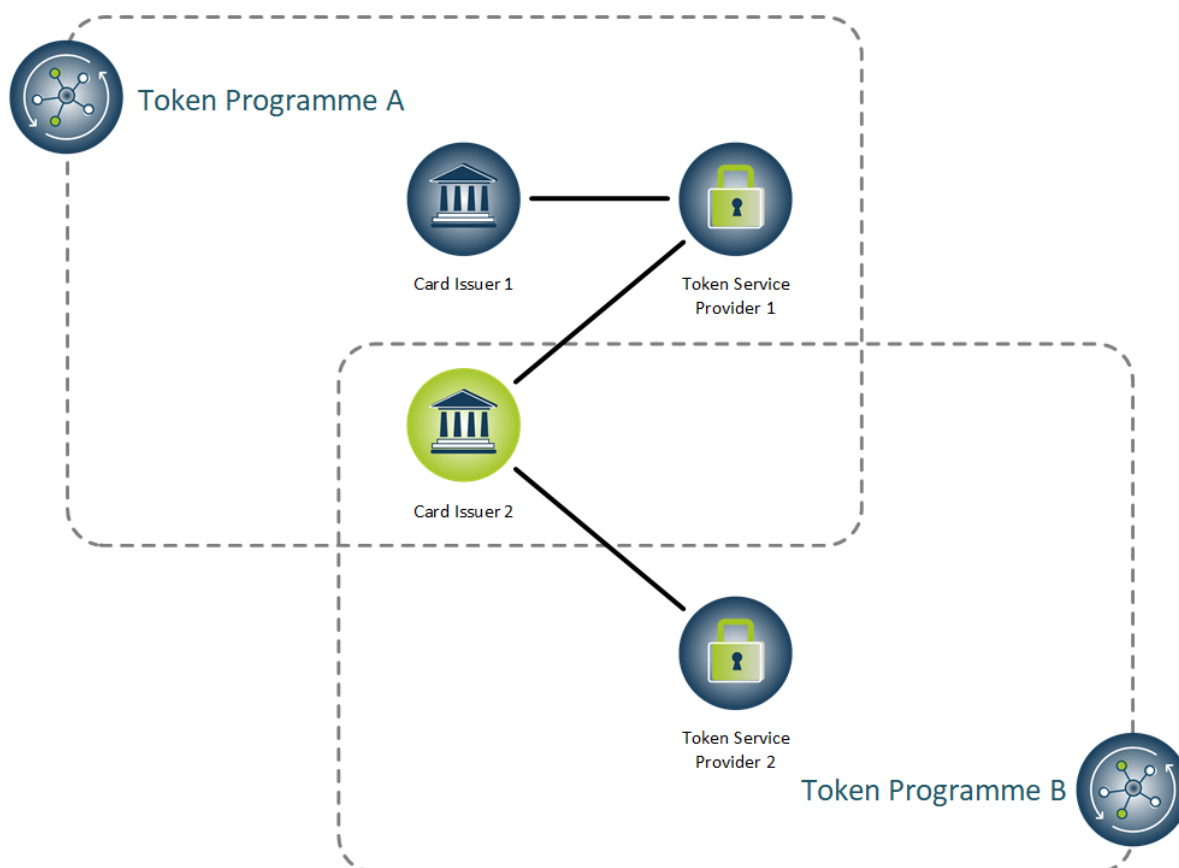 Token Programme A
Card Issuer 1
Token Service
Provider 1
Card Issuer 2
Token Service
Provider 2
Token Programme B